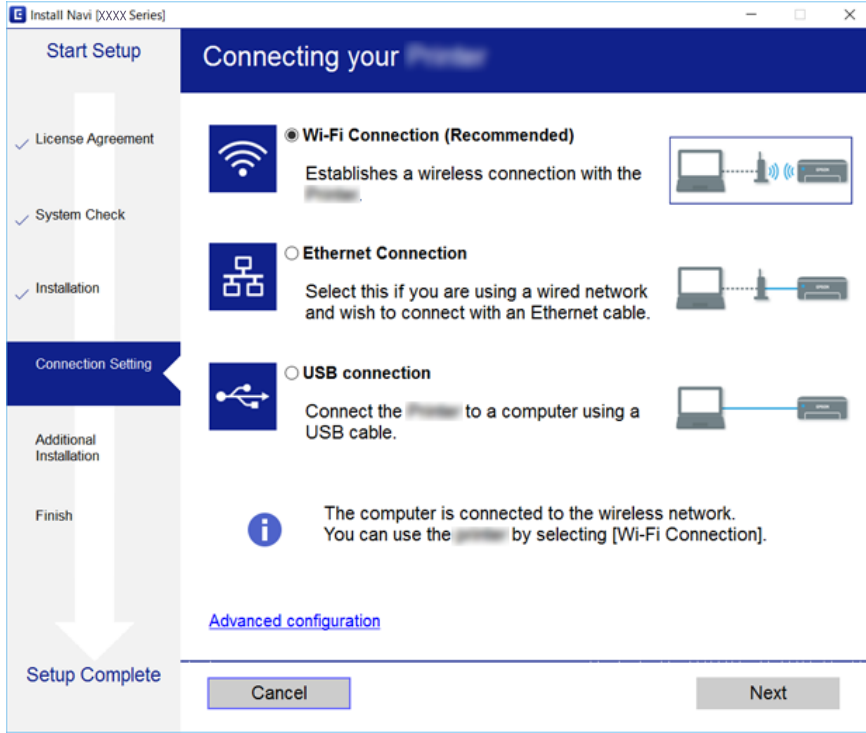 Install Navi [XXXX Series]
Start Setup
License Agreement
System Check
Installation
Connection Setting
Additional
Installation
Finish
Setup Complete
Connecting your
Wi-Fi Connection (Recommended)
Establishes a wireless connection with the
.
Ethernet Connection
Select this if you are using a wired network
and wish to connect with an Ethernet cable.
USB connection
Connect the to a computer using a
USB cable.
The computer is connected to the wireless network.
You can use the by selecting [Wi-Fi Connection].
Advanced configuration
Cancel
Next